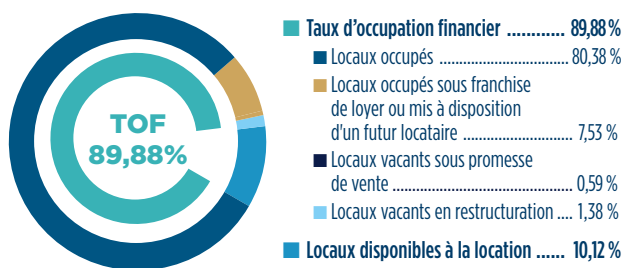 TOF
89,88%
Taux d'occupation financier ............ 89,88 %
Locaux occupés ................................ 80,38 %
Locaux occupés sous franchise
de loyer ou mis à disposition
d'un futur locataire ........................... 7,53 %
Locaux vacants sous promesse
de vente ............................................. 0,59 %
Locaux vacants en restructuration .... 1,38 %
Locaux disponibles à la location ...... 10,12 %